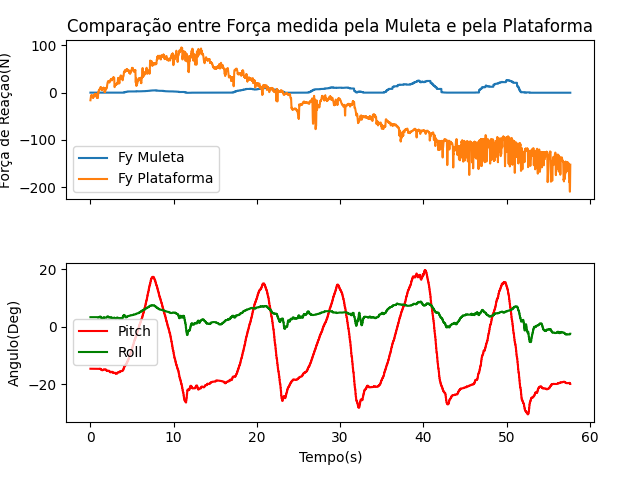 Comparação entre Força medida pela Muleta e pela Plataforma
Força de Reaçao(N)
100
0
−100
−200
Fy Muleta
Fy Plataforma
Angulo(Deg)
20
0
−20
Pitch
Roll
0 10 20 30 40 50 60
Tempo(s)